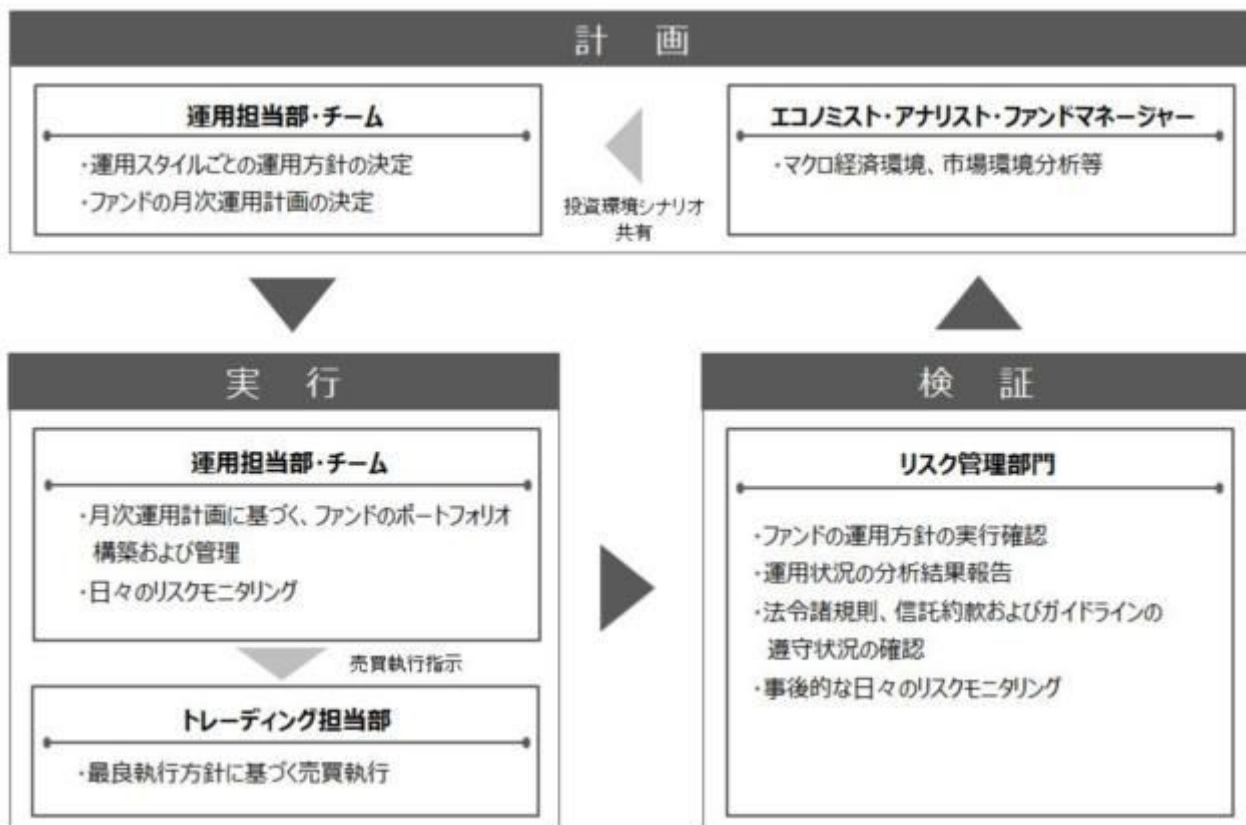 計 画
運用担当部・チーム
・運用スタイルごとの運用方針の決定
・ファンドの月次運用計画の決定
投資環境シナリオ
共有
エコノミスト・アナリスト・ファンドマネージャー
・マクロ経済環境、市場環境分析等
実 行
運用担当部・チーム
・月次運用計画に基づく、ファンドのポートフォリオ
構築および管理
・日々のリスクモニタリング
売買執行指示
トレーディング担当部
・最良執行方針に基づく売買執行
検 証
リスク管理部門
・ファンドの運用方針の実行確認
・運用状況の分析結果報告
・法令諸規則、信託約款およびガイドラインの
遵守状況の確認
・事後的な日々のリスクモニタリング